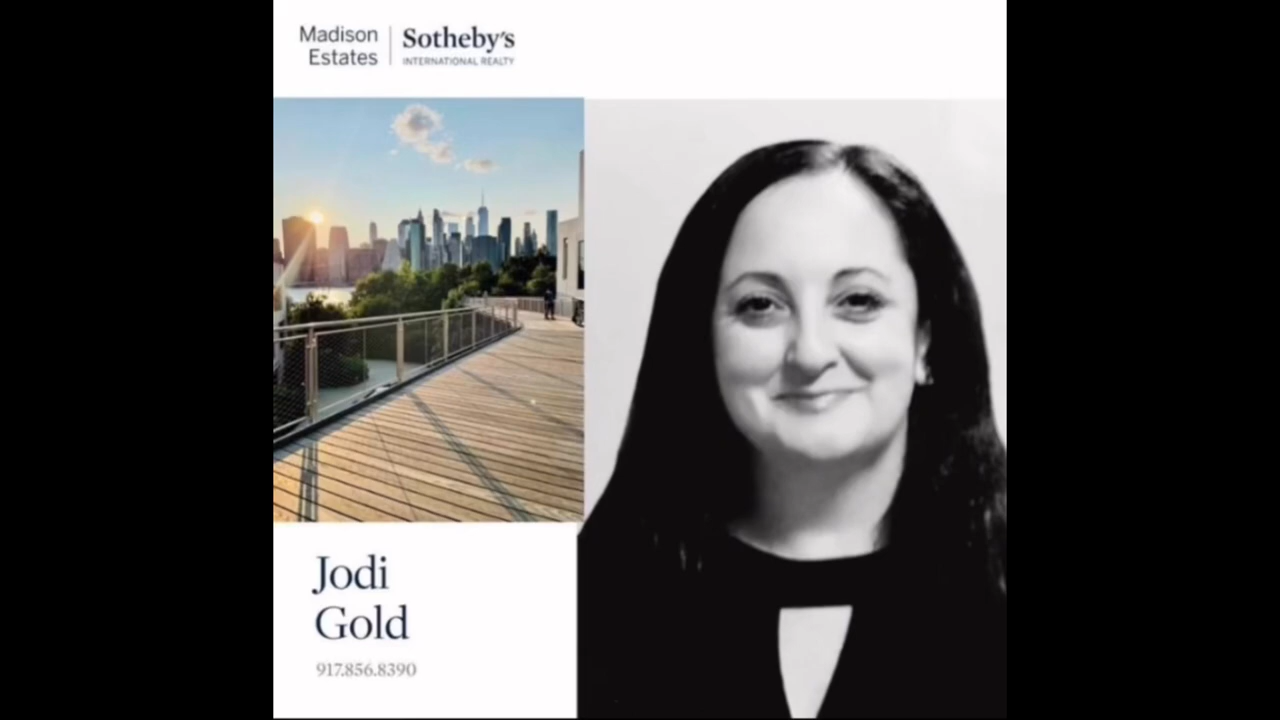 Madison
Estates
Sotheby's
INTERNATIONAL REALTY
Jodi
Gold
917.856.8390